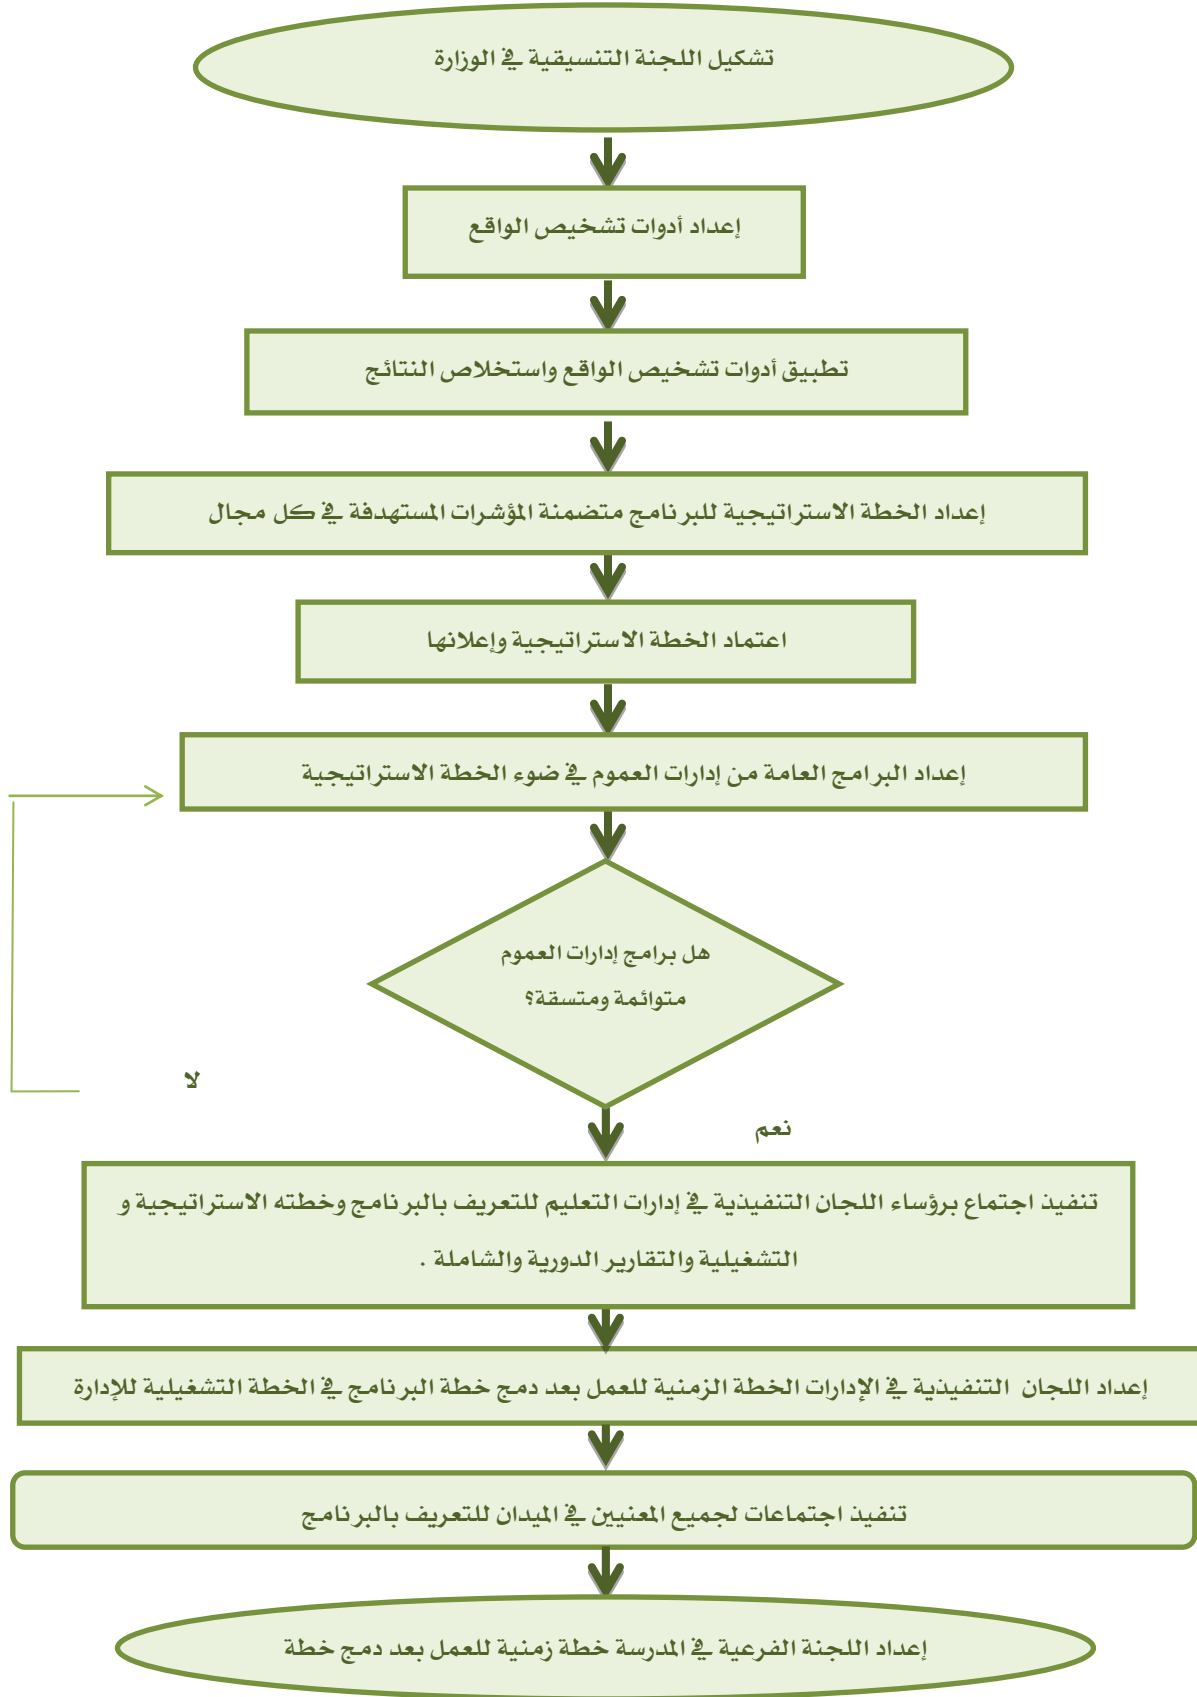 تشكيل اللجنة التنسيقية في الوزارة
إعداد أدوات تشخيص الواقع
تطبيق أدوات تشخيص الواقع واستخلاص النتائج
إعداد الخطة الاستراتيجية للبرنامج متضمنة المؤشرات المستهدفة في كل مجال
اعتماد الخطة الاستراتيجية وإعلانها
إعداد البرامج العامة من إدارات العموم في ضوء الخطة الاستراتيجية
هل برامج إدارات العموم
متوائمة ومتسقة؟
لا
نعم
تنفيذ اجتماع برؤساء اللجان التنفيذية في إدارات التعليم للتعريف بالبرنامج وخطته الاستراتيجية و
التشغيلية والتقارير الدورية والشاملة .
إعداد اللجان التنفيذية في الإدارات الخطة الزمنية للعمل بعد دمج خطة البرنامج في الخطة التشغيلية للإدارة
تنفيذ اجتماعات لجميع المعنيين في الميدان للتعريف بالبرنامج
إعداد اللجنة الفرعية في المدرسة خطة زمنية للعمل بعد دمج خطة